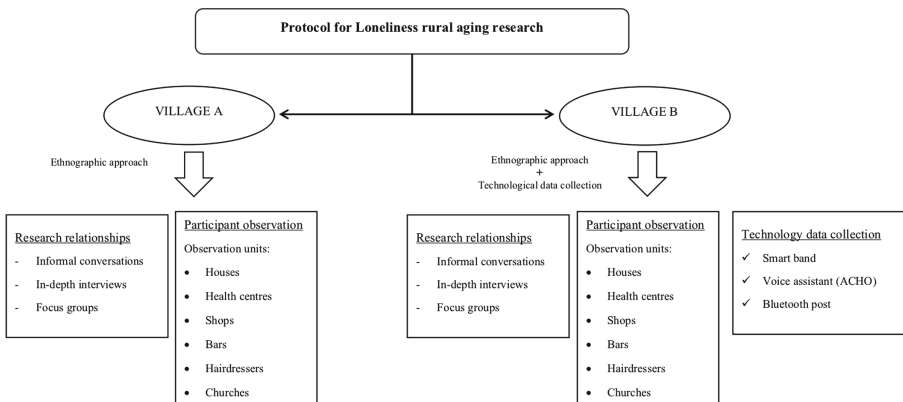 Protocol for Loneliness rural aging research
VILLAGE A
VILLAGE B
Ethnographic approach
Ethnographic approach
+
Technological data collection
Research relationships
- Informal conversations
- In-depth interviews
- Focus groups
Participant observation
Observation units:
• Houses
• Health centres
• Shops
• Bars
• Hairdressers
• Churches
Research relationships
- Informal conversations
- In-depth interviews
- Focus groups
Participant observation
Observation units:
• Houses
• Health centres
• Shops
• Bars
• Hairdressers
• Churches
Technology data collection
✓ Smart band
✓ Voice assistant (ACHO)
✓ Bluetooth post